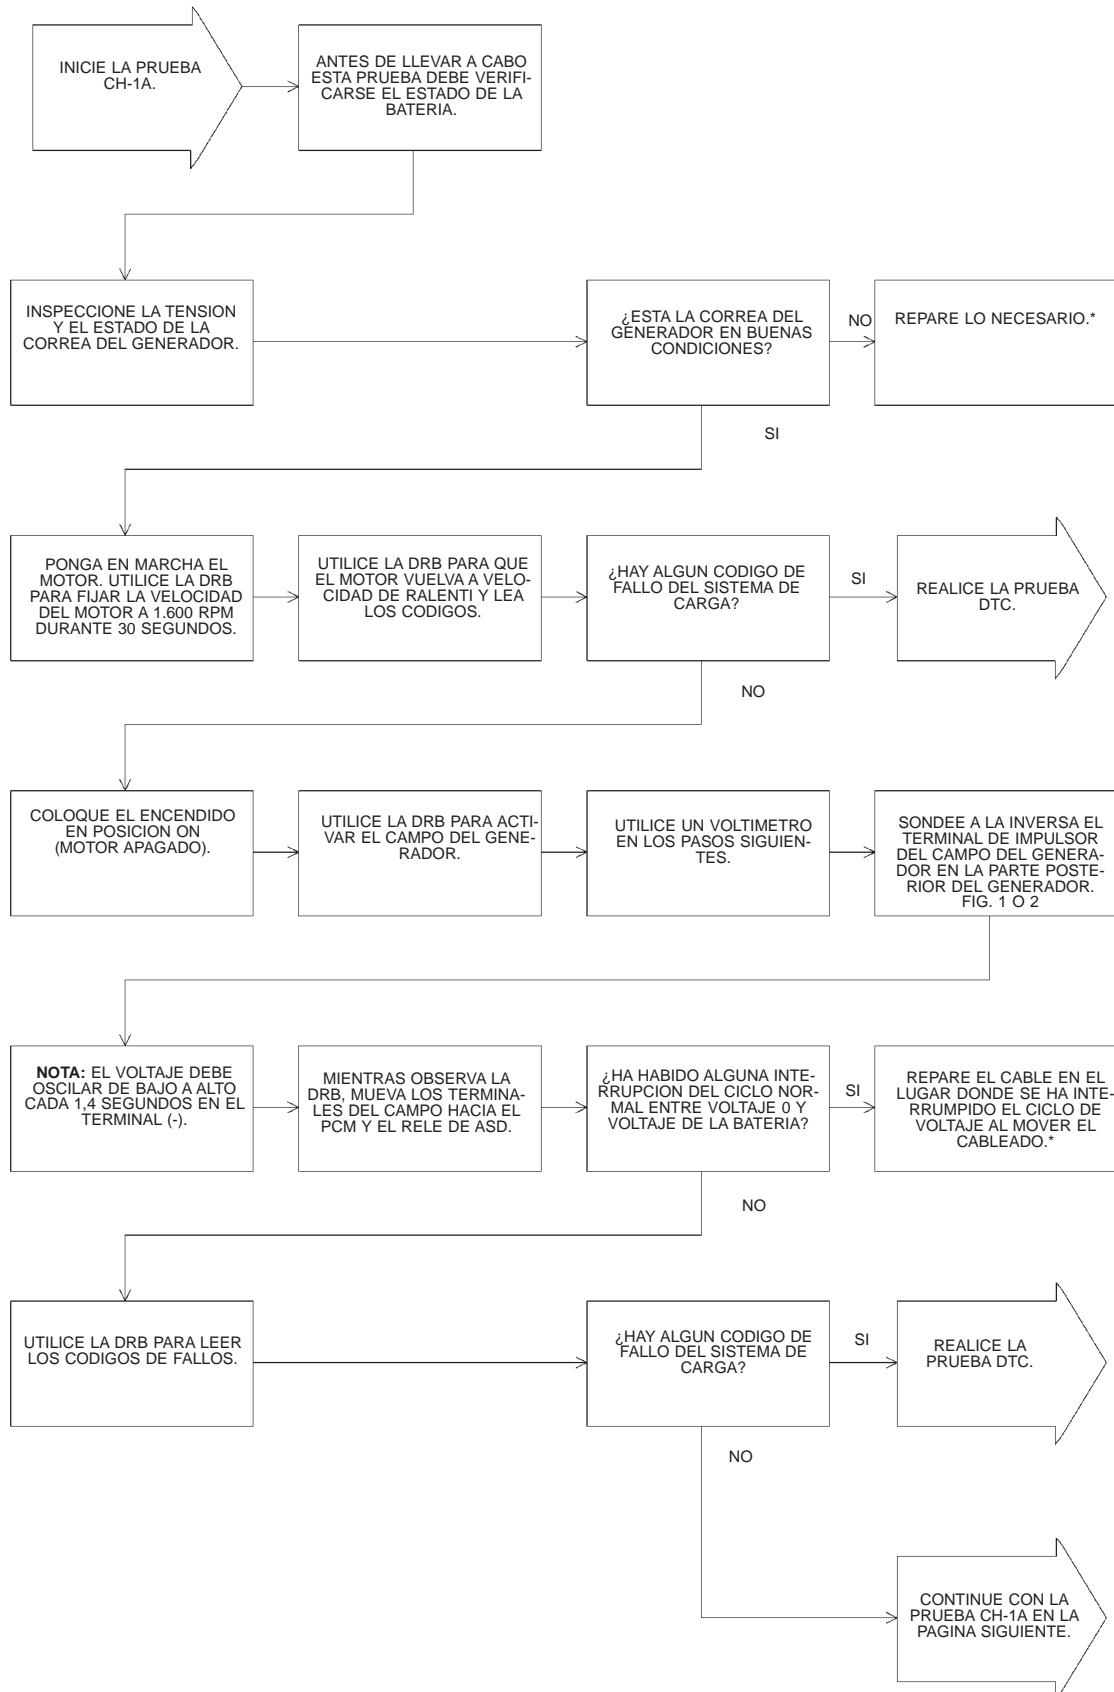 INICIE LA PRUEBA
CH-1A.
ANTES DE LLEVAR A CABO
ESTA PRUEBA DEBE VERIFI-
CARSE EL ESTADO DE LA
BATERIA.
INSPECCIONE LA TENSION
Y EL ESTADO DE LA
CORREA DEL GENERADOR.
¿ESTA LA CORREA DEL
GENERADOR EN BUENAS
CONDICIONES?
NO
REPARE LO NECESARIO.*
SI
PONGA EN MARCHA EL
MOTOR. UTILICE LA DRB
PARA FIJAR LA VELOCIDAD
DEL MOTOR A 1.600 RPM
DURANTE 30 SEGUNDOS.
UTILICE LA DRB PARA QUE
EL MOTOR VUELVA A VELO-
CIDAD DE RALENTI Y LEA
LOS CODIGOS.
¿HAY ALGUN CODIGO DE
FALLO DEL SISTEMA DE
CARGA?
SI
REALICE LA PRUEBA
DTC.
NO
COLOQUE EL ENCENDIDO
EN POSICION ON
(MOTOR APAGADO).
UTILICE LA DRB PARA ACTI-
VAR EL CAMPO DEL GENE-
RADOR.
UTILICE UN VOLTIMETRO
EN LOS PASOS SIGUIEN-
TES.
SONDEE A LA INVERSA EL
TERMINAL DE IMPULSOR
DEL CAMPO DEL GENERA-
DOR EN LA PARTE POSTE-
RIOR DEL GENERADOR.
FIG. 1 O 2
NOTA: EL VOLTAJE DEBE
OSCILAR DE BAJO A ALTO
CADA 1,4 SEGUNDOS EN EL
TERMINAL (-).
MIENTRAS OBSERVA LA
DRB, MUEVA LOS TERMINA-
LES DEL CAMPO HACIA EL
PCM Y EL RELE DE ASD.
¿HA HABIDO ALGUNA INTE-
RRUPCION DEL CICLO NOR-
MAL ENTRE VOLTAJE 0 Y
VOLTAJE DE LA BATERIA?
SI
REPARE EL CABLE EN EL
LUGAR DONDE SE HA INTE-
RRUMPIDO EL CICLO DE
VOLTAJE AL MOVER EL
CABLEADO.*
NO
UTILICE LA DRB PARA LEER
LOS CODIGOS DE FALLOS.
¿HAY ALGUN CODIGO DE
FALLO DEL SISTEMA DE
CARGA?
SI
REALICE LA
PRUEBA DTC.
NO
CONTINUE CON LA
PRUEBA CH-1A EN LA
PAGINA SIGUIENTE.